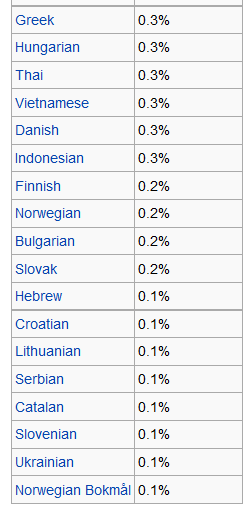 Greek 0.3%
Hungarian 0.3%
Thai 0.3%
Vietnamese 0.3%
Danish 0.3%
Indonesian 0.3%
Finnish 0.2%
Norwegian 0.2%
Bulgarian 0.2%
Slovak 0.2%
Hebrew 0.1%
Croatian 0.1%
Lithuanian 0.1%
Serbian 0.1%
Catalan 0.1%
Slovenian 0.1%
Ukrainian 0.1%
Norwegian Bokmål 0.1%